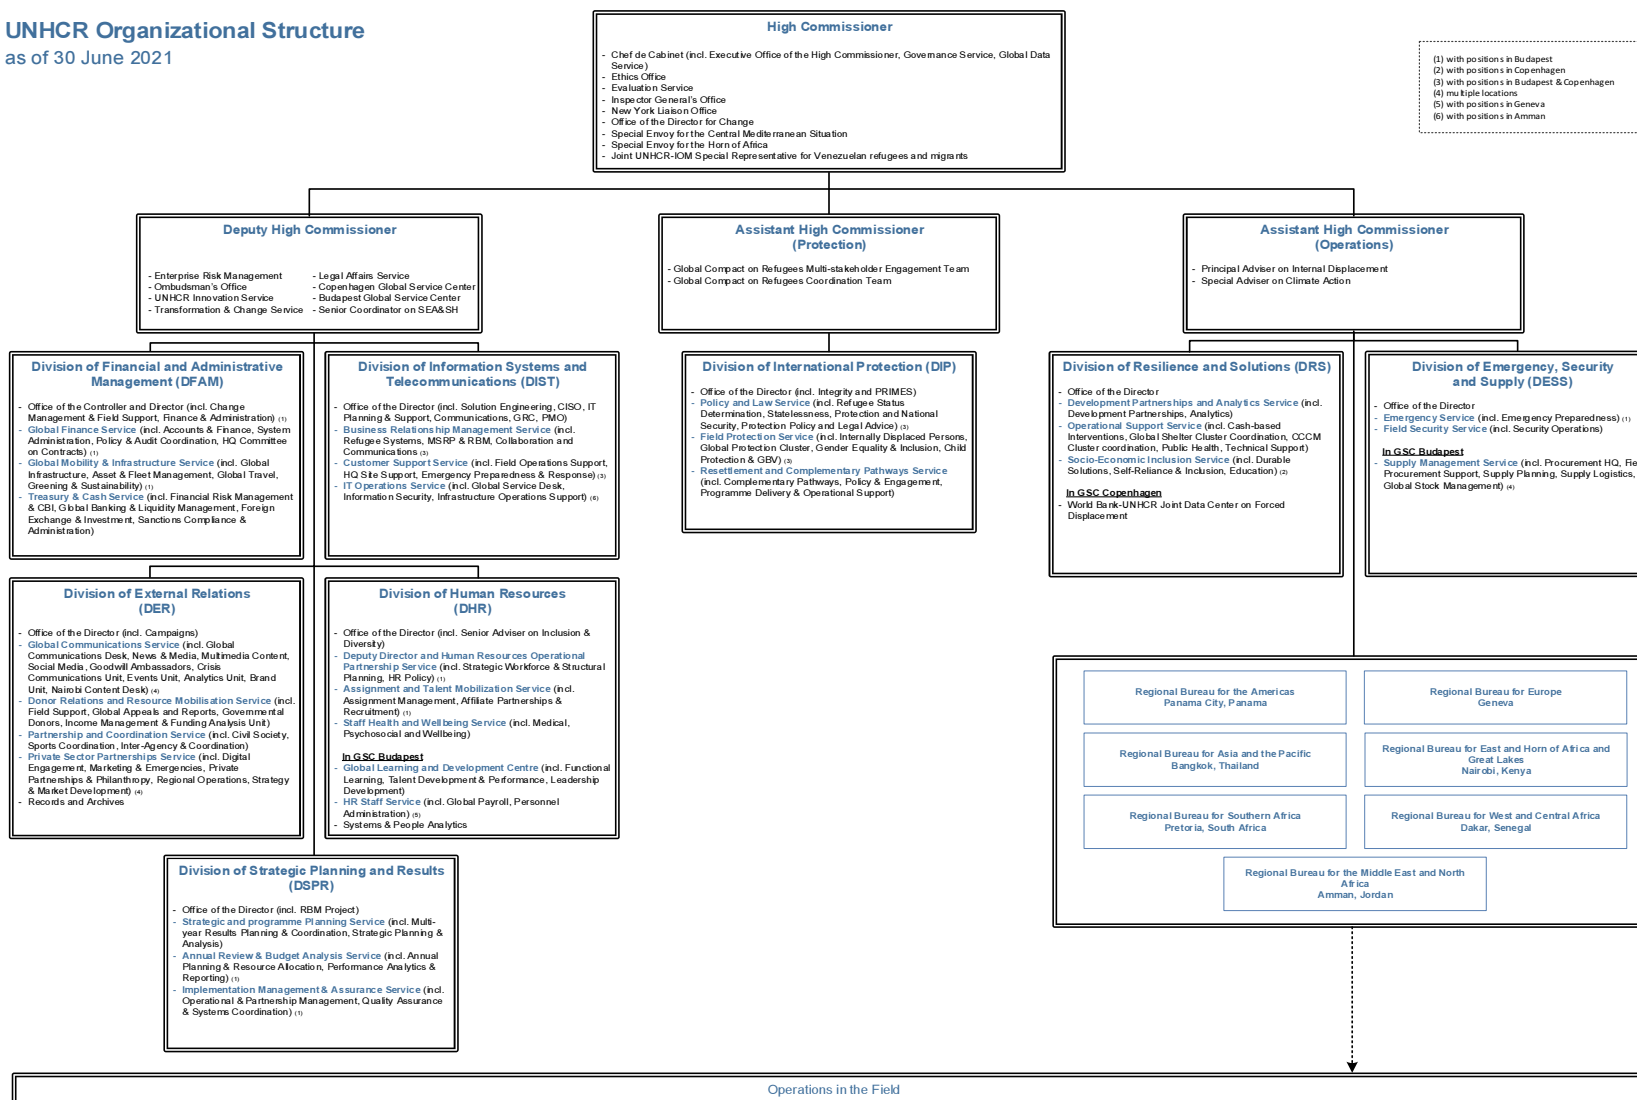 UNHCR Organizational Structure
as of 30 June 2021
High Commissioner
- Chef de Cabinet (incl. Executive Office of the High Commissioner, Governance Service, Global Data
Service)
- Ethics Office
- Evaluation Service
- Inspector General's Office
- New York Liaison Office
- Office of the Director for Change
- Special Envoy for the Central Mediterranean Situation
- Special Envoy for the Horn of Africa
- Joint UNHCR-IOM Special Representative for Venezuelan refugees and migrants
(1) with positions in Budapest
(2) with positions in Copenhagen
(3) with positions in Budapest & Copenhagen
(4) multiple locations
(5) with positions in Geneva
(6) with positions in Amman
Deputy High Commissioner
- Enterprise Risk Management
- Ombudsman's Office
- UNHCR Innovation Service
- Transformation & Change Service
- Legal Affairs Service
- Copenhagen Global Service Center
- Budapest Global Service Center
- Senior Coordinator on SEA&SH
Assistant High Commissioner
(Protection)
- Global Compact on Refugees Multi-stakeholder Engagement Team
- Global Compact on Refugees Coordination Team
Assistant High Commissioner
(Operations)
- Principal Adviser on Internal Displacement
- Special Adviser on Climate Action
Division of Financial and Administrative
Management (DFAM)
- Office of the Controller and Director (incl. Change
Management & Field Support, Finance & Administration) (1)
- Global Finance Service (incl. Accounts & Finance, System
Administration, Policy & Audit Coordination, HQ Committee
on Contracts) (1)
- Global Mobility & Infrastructure Service (incl. Global
Infrastructure, Asset & Fleet Management, Global Travel,
Greening & Sustainability) (1)
- Treasury & Cash Service (incl. Financial Risk Management
& CBI, Global Banking & Liquidity Management, Foreign
Exchange & Investment, Sanctions Compliance &
Administration)
Division of Information Systems and
Telecommunications (DIST)
- Office of the Director (incl. Solution Engineering, CISO, IT
Planning & Support, Communications, GRC, PMO)
- Business Relationship Management Service (incl.
Refugee Systems, MSRP & RBM, Collaboration and
Communications (3)
- Customer Support Service (incl. Field Operations Support,
HQ Site Support, Emergency Preparedness & Response) (3)
- IT Operations Service (incl. Global Service Desk,
Information Security, Infrastructure Operations Support) (6)
Division of International Protection (DIP)
- Office of the Director (incl. Integrity and PRIMES)
- Policy and Law Service (incl. Refugee Status
Determination, Statelessness, Protection and National
Security, Protection Policy and Legal Advice) (3)
- Field Protection Service (incl. Internally Displaced Persons,
Global Protection Cluster, Gender Equality & Inclusion, Child
Protection & GBV) (3)
- Resettlement and Complementary Pathways Service
(incl. Complementary Pathways, Policy & Engagement,
Programme Delivery & Operational Support)
Division of Resilience and Solutions (DRS)
- Office of the Director
- Development Partnerships and Analytics Service (incl.
Development Partnerships, Analytics)
- Operational Support Service (incl. Cash-based
Interventions, Global Shelter Cluster Coordination, CCCM
Cluster coordination, Public Health, Technical Support)
- Socio-Economic Inclusion Service (incl. Durable
Solutions, Self-Reliance & Inclusion, Education) (2)
In GSC Copenhagen
- World Bank-UNHCR Joint Data Center on Forced
Displacement
Division of Emergency, Security
and Supply (DESS)
- Office of the Director
- Emergency Service (incl. Emergency Preparedness) (1)
- Field Security Service (incl. Security Operations)
In GSC Budapest
- Supply Management Service (incl. Procurement HQ, Fie
Procurement Support, Supply Planning, Supply Logistics,
Global Stock Management) (4)
Division of External Relations
(DER)
- Office of the Director (incl. Campaigns)
- Global Communications Service (incl. Global
Communications Desk, News & Media, Multimedia Content,
Social Media, Goodwill Ambassadors, Crisis
Communications Unit, Events Unit, Analytics Unit, Brand
Unit, Nairobi Content Desk) (4)
- Donor Relations and Resource Mobilisation Service (incl.
Field Support, Global Appeals and Reports, Governmental
Donors, Income Management & Funding Analysis Unit)
- Partnership and Coordination Service (incl. Civil Society,
Sports Coordination, Inter-Agency & Coordination)
- Private Sector Partnerships Service (incl. Digital
Engagement, Marketing & Emergencies, Private
Partnerships & Philanthropy, Regional Operations, Strategy
& Market Development) (4)
- Records and Archives
Division of Human Resources
(DHR)
- Office of the Director (incl. Senior Adviser on Inclusion &
Diversity)
- Deputy Director and Human Resources Operational
Partnership Service (incl. Strategic Workforce & Structural
Planning, HR Policy) (1)
- Assignment and Talent Mobilization Service (incl.
Assignment Management, Affiliate Partnerships &
Recruitment) (1)
- Staff Health and Wellbeing Service (incl. Medical,
Psychosocial and Wellbeing)
In GSC Budapest
- Global Learning and Development Centre (incl. Functional
Learning, Talent Development & Performance, Leadership
Development)
- HR Staff Service (incl. Global Payroll, Personnel
Administration) (5)
- Systems & People Analytics
Regional Bureau for the Americas
Panama City, Panama
Regional Bureau for Europe
Geneva
Regional Bureau for Asia and the Pacific
Bangkok, Thailand
Regional Bureau for East and Horn of Africa and
Great Lakes
Nairobi, Kenya
Regional Bureau for Southern Africa
Pretoria, South Africa
Regional Bureau for West and Central Africa
Dakar, Senegal
Regional Bureau for the Middle East and North
Africa
Amman, Jordan
Division of Strategic Planning and Results
(DSPR)
- Office of the Director (incl. RBM Project)
- Strategic and programme Planning Service (incl. Multi-
year Results Planning & Coordination, Strategic Planning &
Analysis)
- Annual Review & Budget Analysis Service (incl. Annual
Planning & Resource Allocation, Performance Analytics &
Reporting) (1)
- Implementation Management & Assurance Service (incl.
Operational & Partnership Management, Quality Assurance
& Systems Coordination) (1)
Operations in the Field